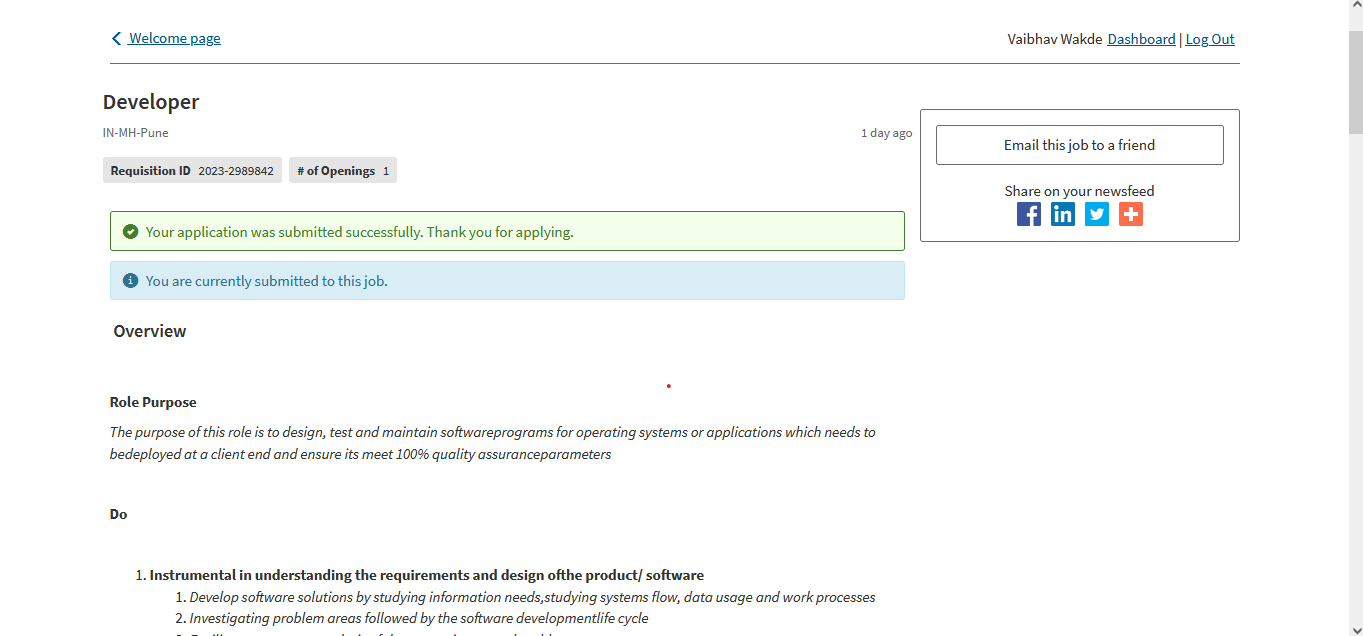 Welcome page
Vaibhav Wakde Dashboard | Log Out
Developer
IN-MH-Pune
1 day ago
Requisition ID 2023-2989842 # of Openings 1
Email this job to a friend
Share on your newsfeed
Your application was submitted successfully. Thank you for applying.
You are currently submitted to this job.
Overview
Role Purpose
The purpose of this role is to design, test and maintain softwareprograms for operating systems or applications which needs to
bedeployed at a client end and ensure its meet 100% quality assuranceparameters
Do
1. Instrumental in understanding the requirements and design ofthe product/ software
1. Develop software solutions by studying information needs,studying systems flow, data usage and work processes
2. Investigating problem areas followed by the software developmentlife cycle